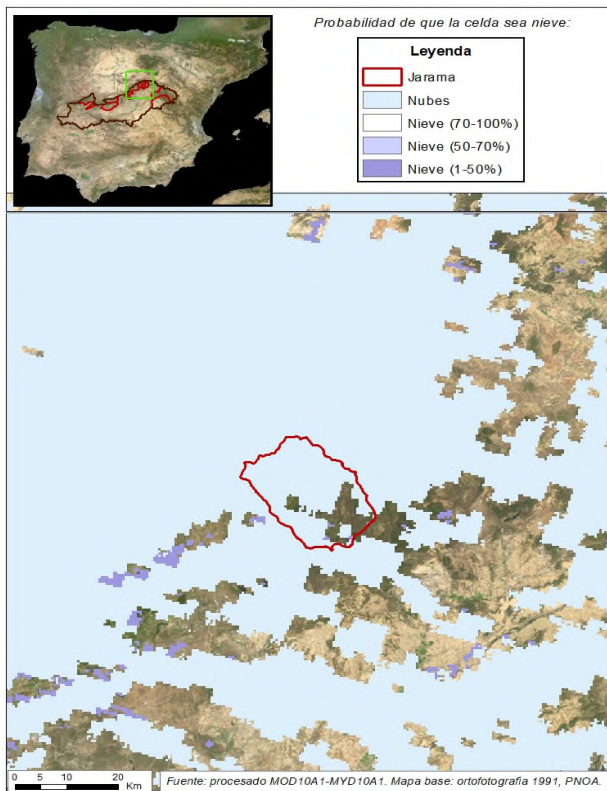 Probabilidad de que la celda sea nieve:
Leyenda
Jarama
Nubes
Nieve (70-100%)
Nieve (50-70%)
Nieve (1-50%)
0 5 10 20
Km
Fuente: procesado MOD10A1-MYD10A1. Mapa base: ortofotografia 1991, PNOA.